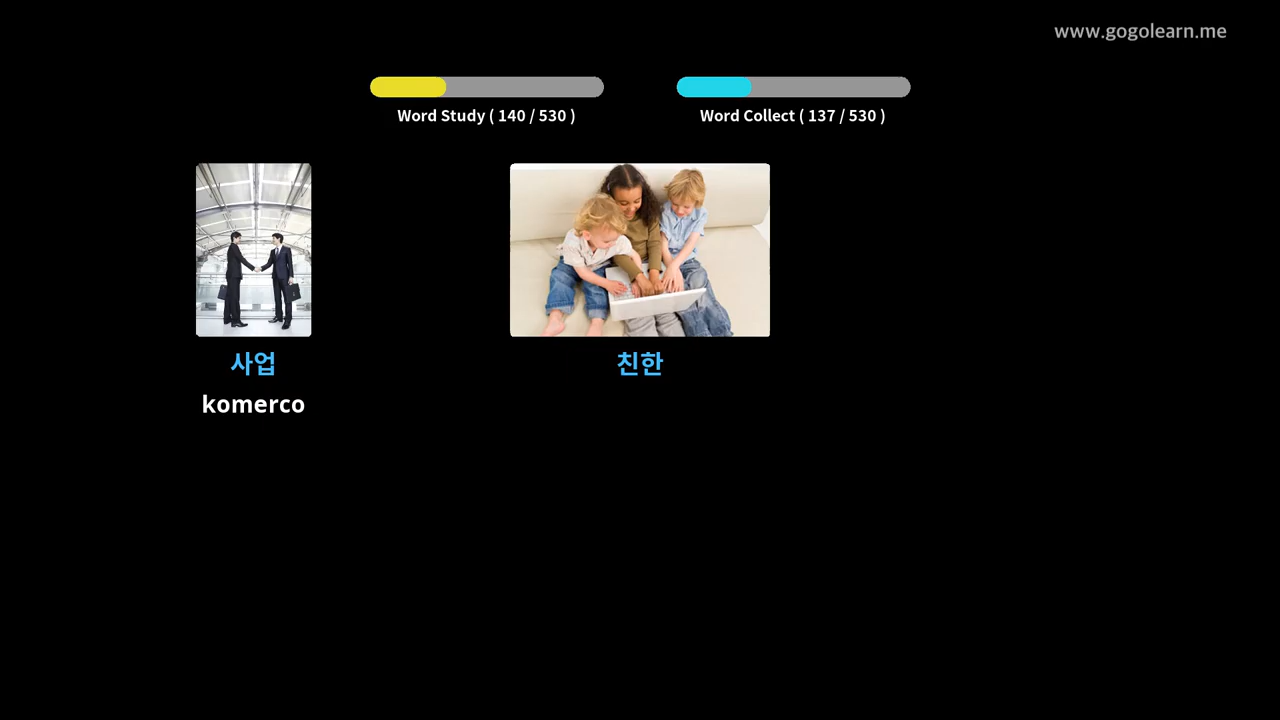 www.gogolearn.me
Word Study ( 140 / 530 )
Word Collect ( 137 / 530 )
사업
komerco
친한